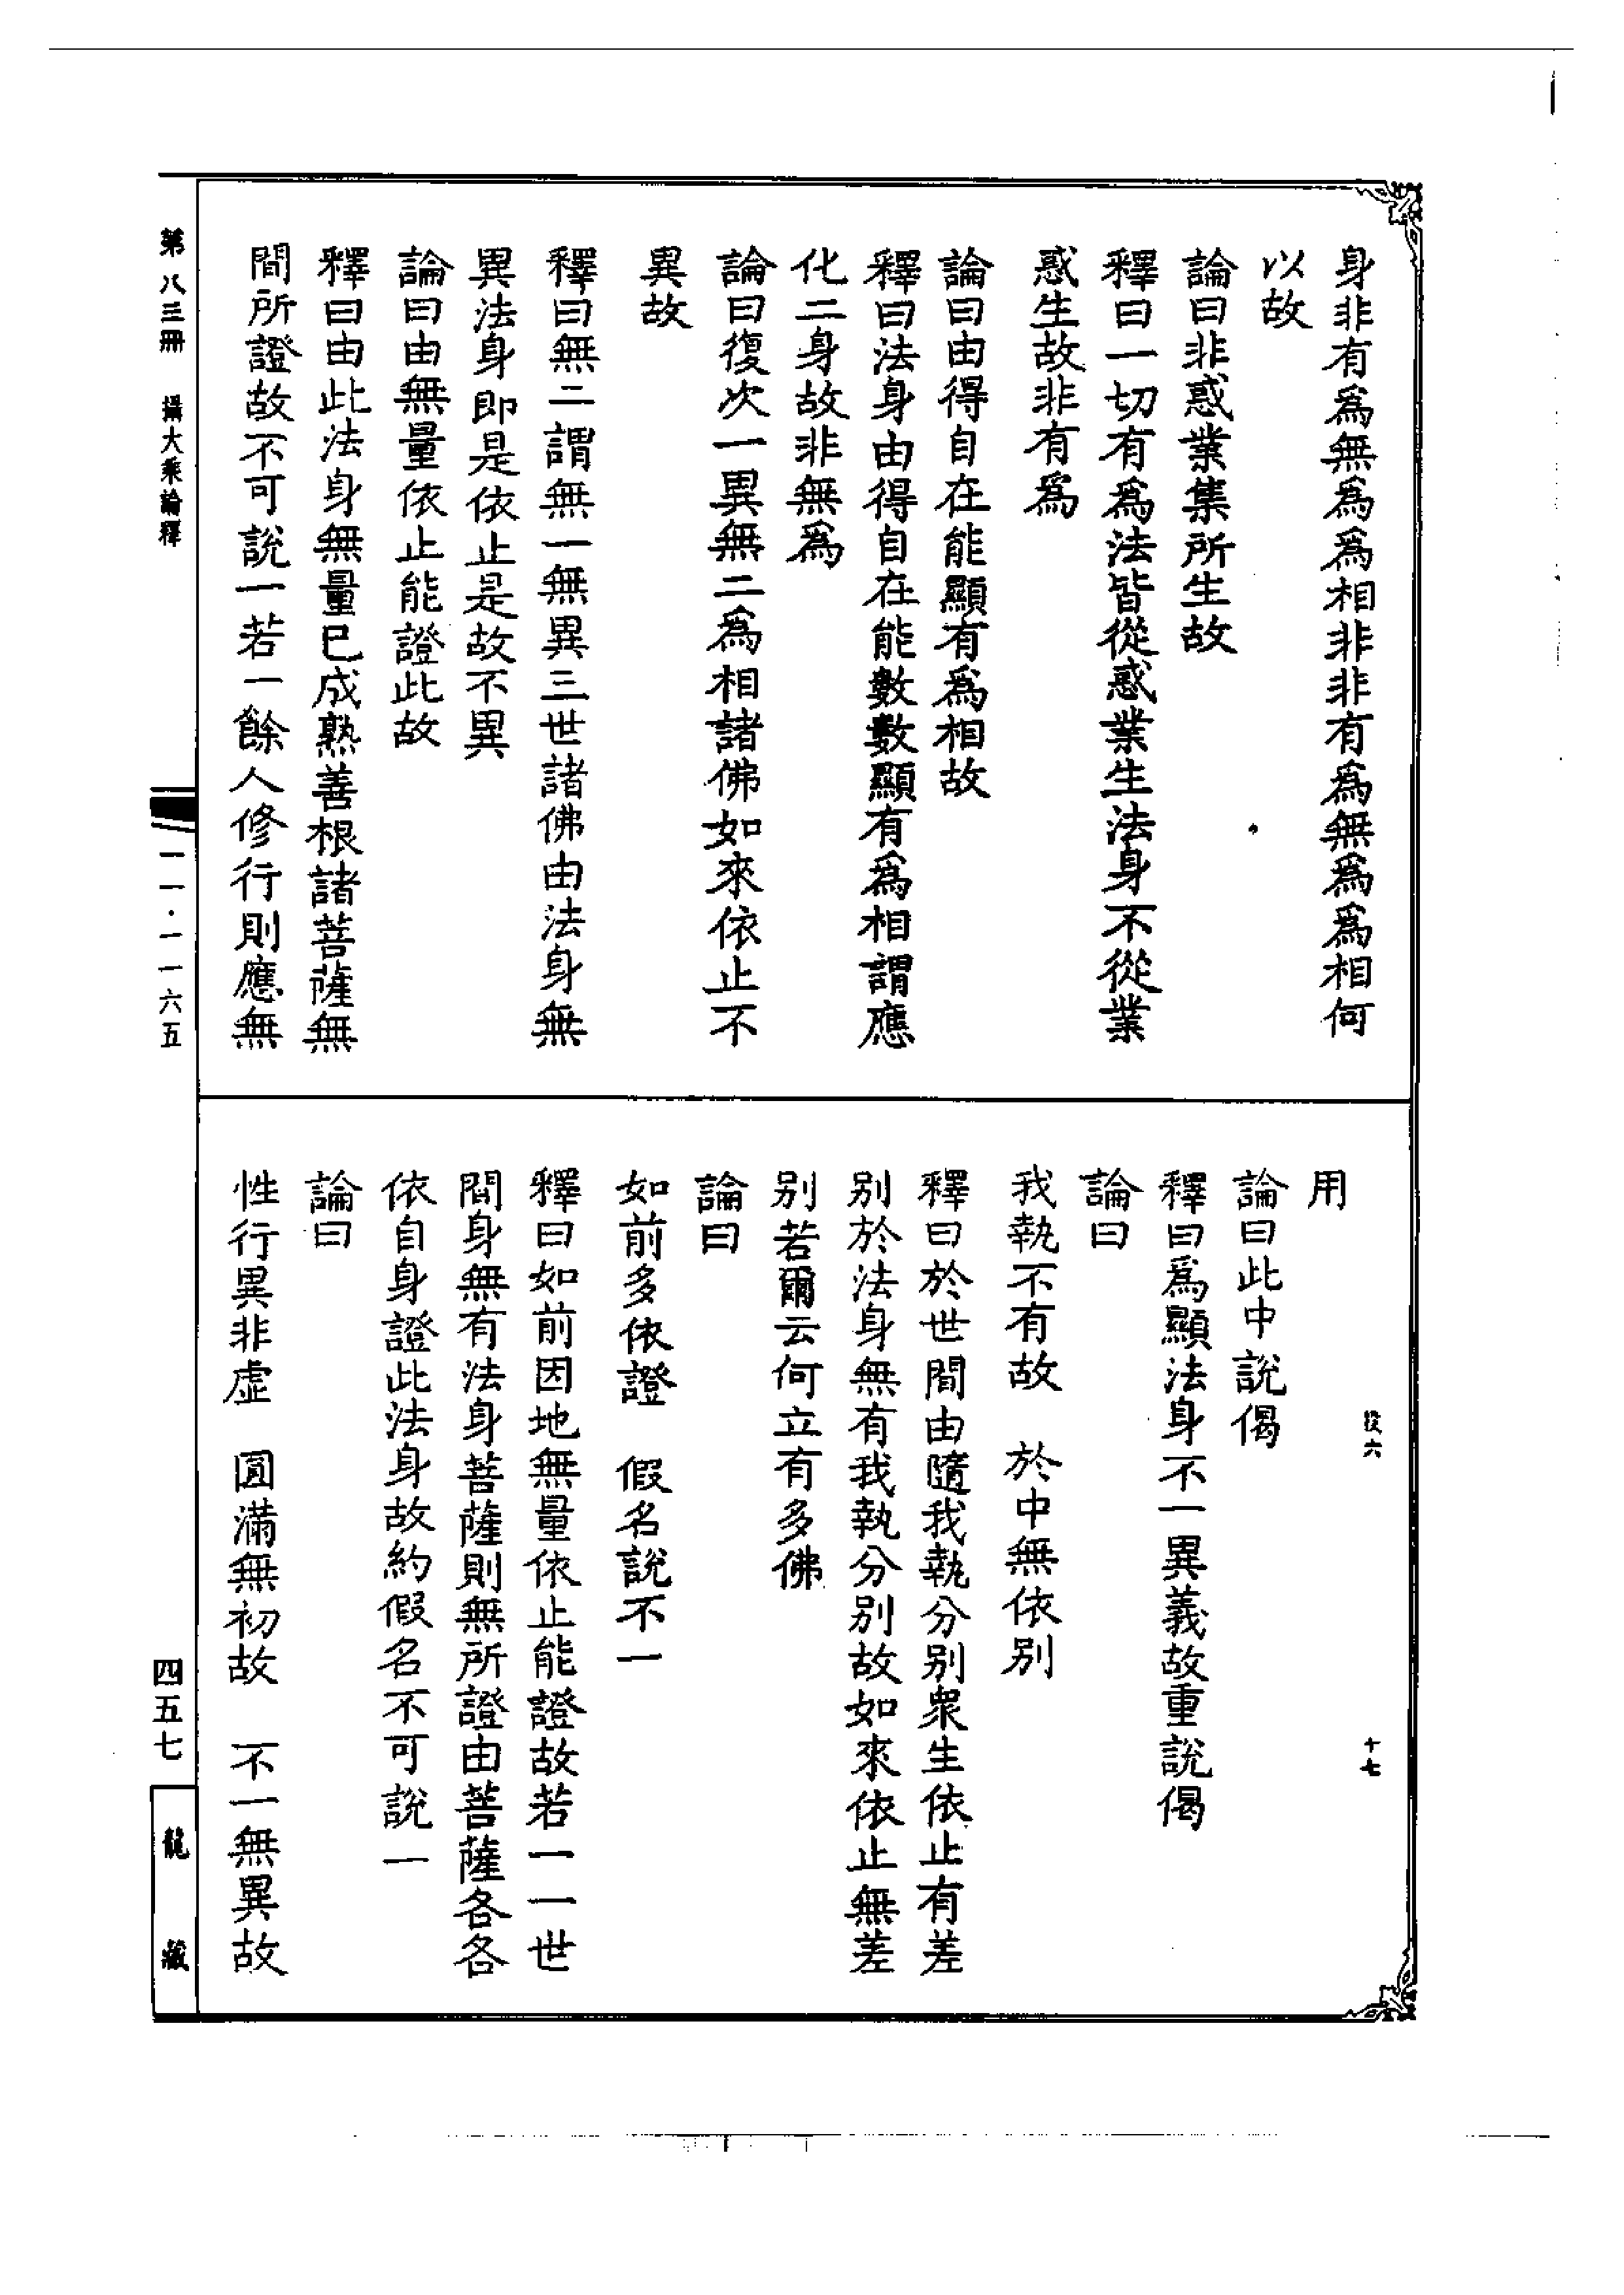 身非有爲無爲爲相非非有爲無爲爲相何
以故
論曰非惑業集所生故
釋曰一切有爲法皆從惑業生法身不從業
惑生故非有爲
論曰由得自在能顯有爲相故
釋曰法身由得自在能數數顯有爲相謂應
化二身故非無爲
論曰復次一異無二爲相諸佛如來依止不
異故
釋曰無二謂無一無異三世諸佛由法身無
異法身即是依止是故不異
論曰由無量依止能證此故
釋曰由此法身無量已成熟善根諸菩薩無
間所證故不可說一若一餘人修行則應無
用
論曰此中說偈
釋曰爲顯法身不一異義故重說偈
論曰
我執不有故　於中無依別
釋曰於世間由隨我執分別衆生依止有差
別於法身無有我執分別故如來依止無差
別若爾云何立有多佛
論曰
如前多依證　假名說不一
釋曰如前因地無量依止能證故若一一世
間身無有法身菩薩則無所證由菩薩各各
依自身證此法身故約假名不可說一
論曰
性行異非虛　圓滿無初故　不一無異故
投六　十七
第八三冊　攝大乘論釋
一一·一一六五
四五七
龍藏